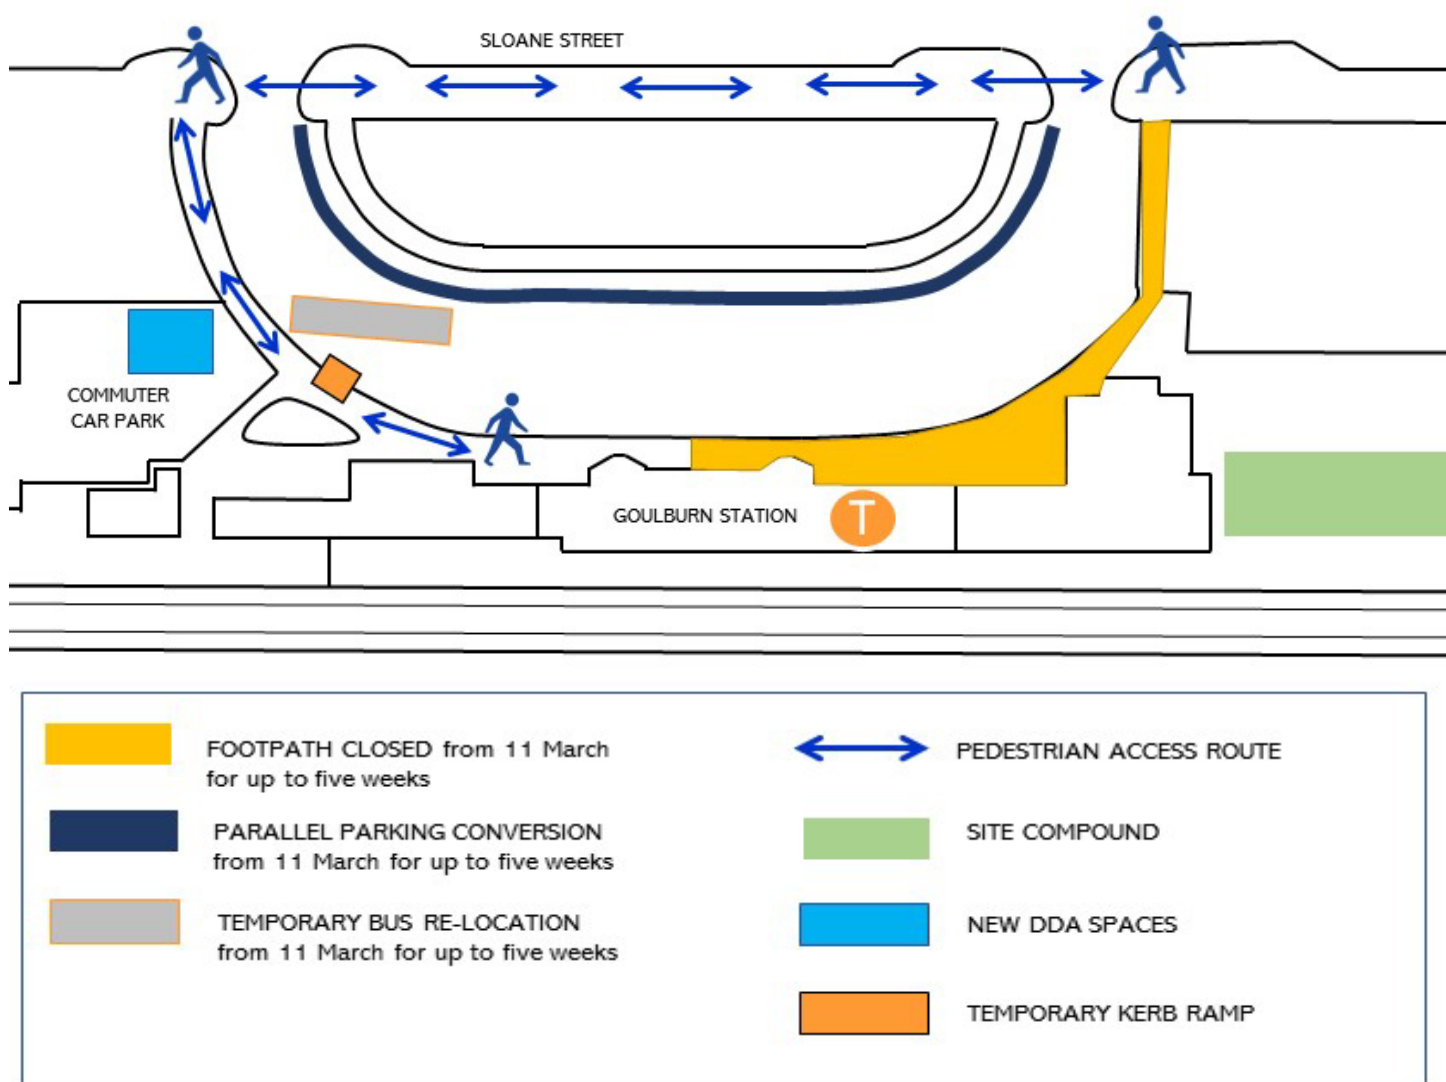 SLOANE STREET
COMMUTER
CAR PARK
GOULBURN STATION
T
FOOTPATH CLOSED from 11 March
for up to five weeks
PARALLEL PARKING CONVERSION
from 11 March for up to five weeks
TEMPORARY BUS RE-LOCATION
from 11 March for up to five weeks
PEDESTRIAN ACCESS ROUTE
SITE COMPOUND
NEW DDA SPACES
TEMPORARY KERB RAMP